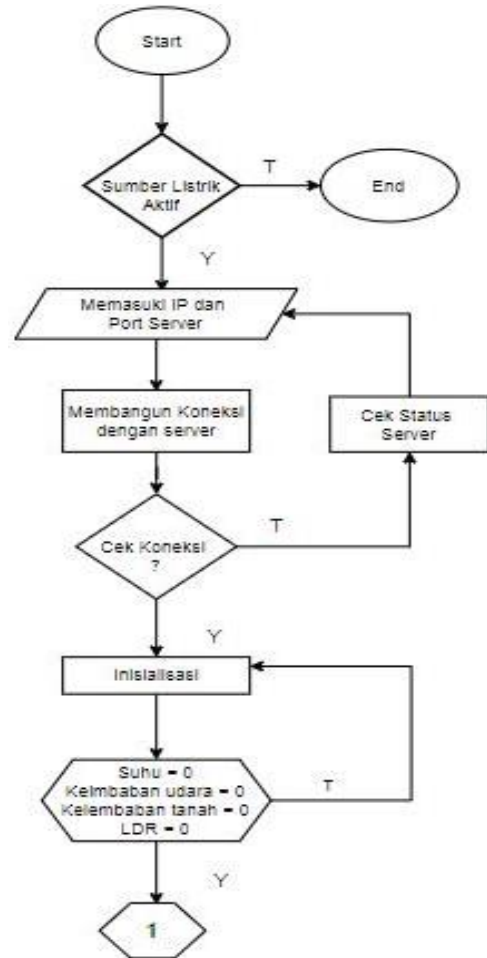 Start
Sumber Listrik
Aktif
T
End
Y
Memasuki IP dan
Port Server
Membangun Koneksi
dengan server
Cek Status
Server
Cek Koneksi
?
T
Y
Inisialisasi
Suhu = 0
Kelmbaban udara = 0
Kelembaban tanah = 0
LDR = 0
T
Y
1